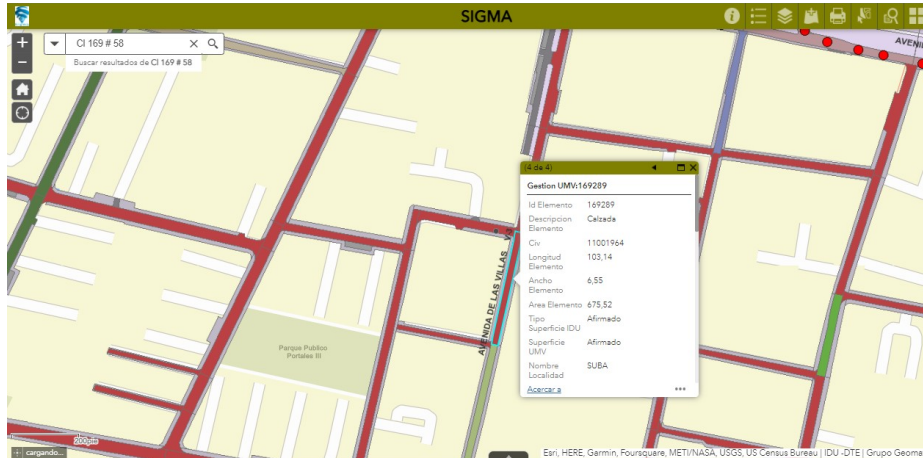 SIGMA
Cl 169 # 58
Buscar resultados de Cl 169 # 58
(4 de 4)
Gestion UMV:169289
Id Elemento 169289
Descripcion Elemento Calzada
Civ 11001964
Longitud Elemento 103,14
Ancho Elemento 6,55
Area Elemento 675,52
Tipo Superficie IDU Afirmado
Superficie UMV Afirmado
Nombre Localidad SUBA
Acercar a
AVENIDA DE LAS VILLAS
Parque Publico
Portales III
200pie
cargando...
Esri, HERE, Garmin, Foursquare, METI/NASA, USGS, US Census Bureau | IDU -DTE | Grupo Geoma